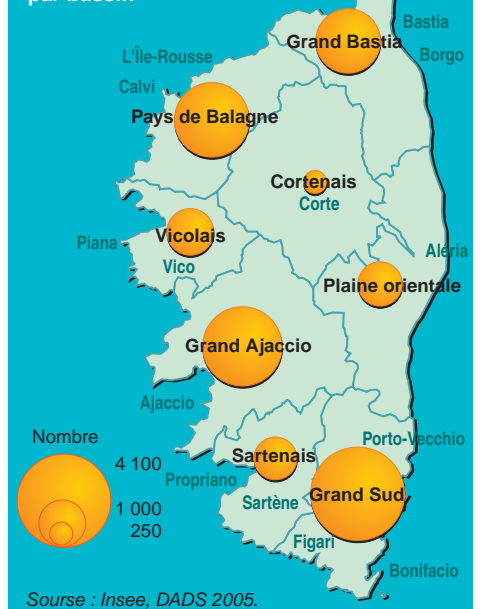 par bassin
Bastia
Grand Bastia
Borgo
L'Île-Rousse
Calvi
Pays de Balagne
Cortenais
Corte
Piana
Vicolais
Vico
Aléria
Plaine orientale
Grand Ajaccio
Ajaccio
Nombre
4 100
1 000
250
Porto-Vecchio
Sartenais
Propriano
Sartène
Grand Sud
Figari
Bonifacio
Sourse : Insee, DADS 2005.